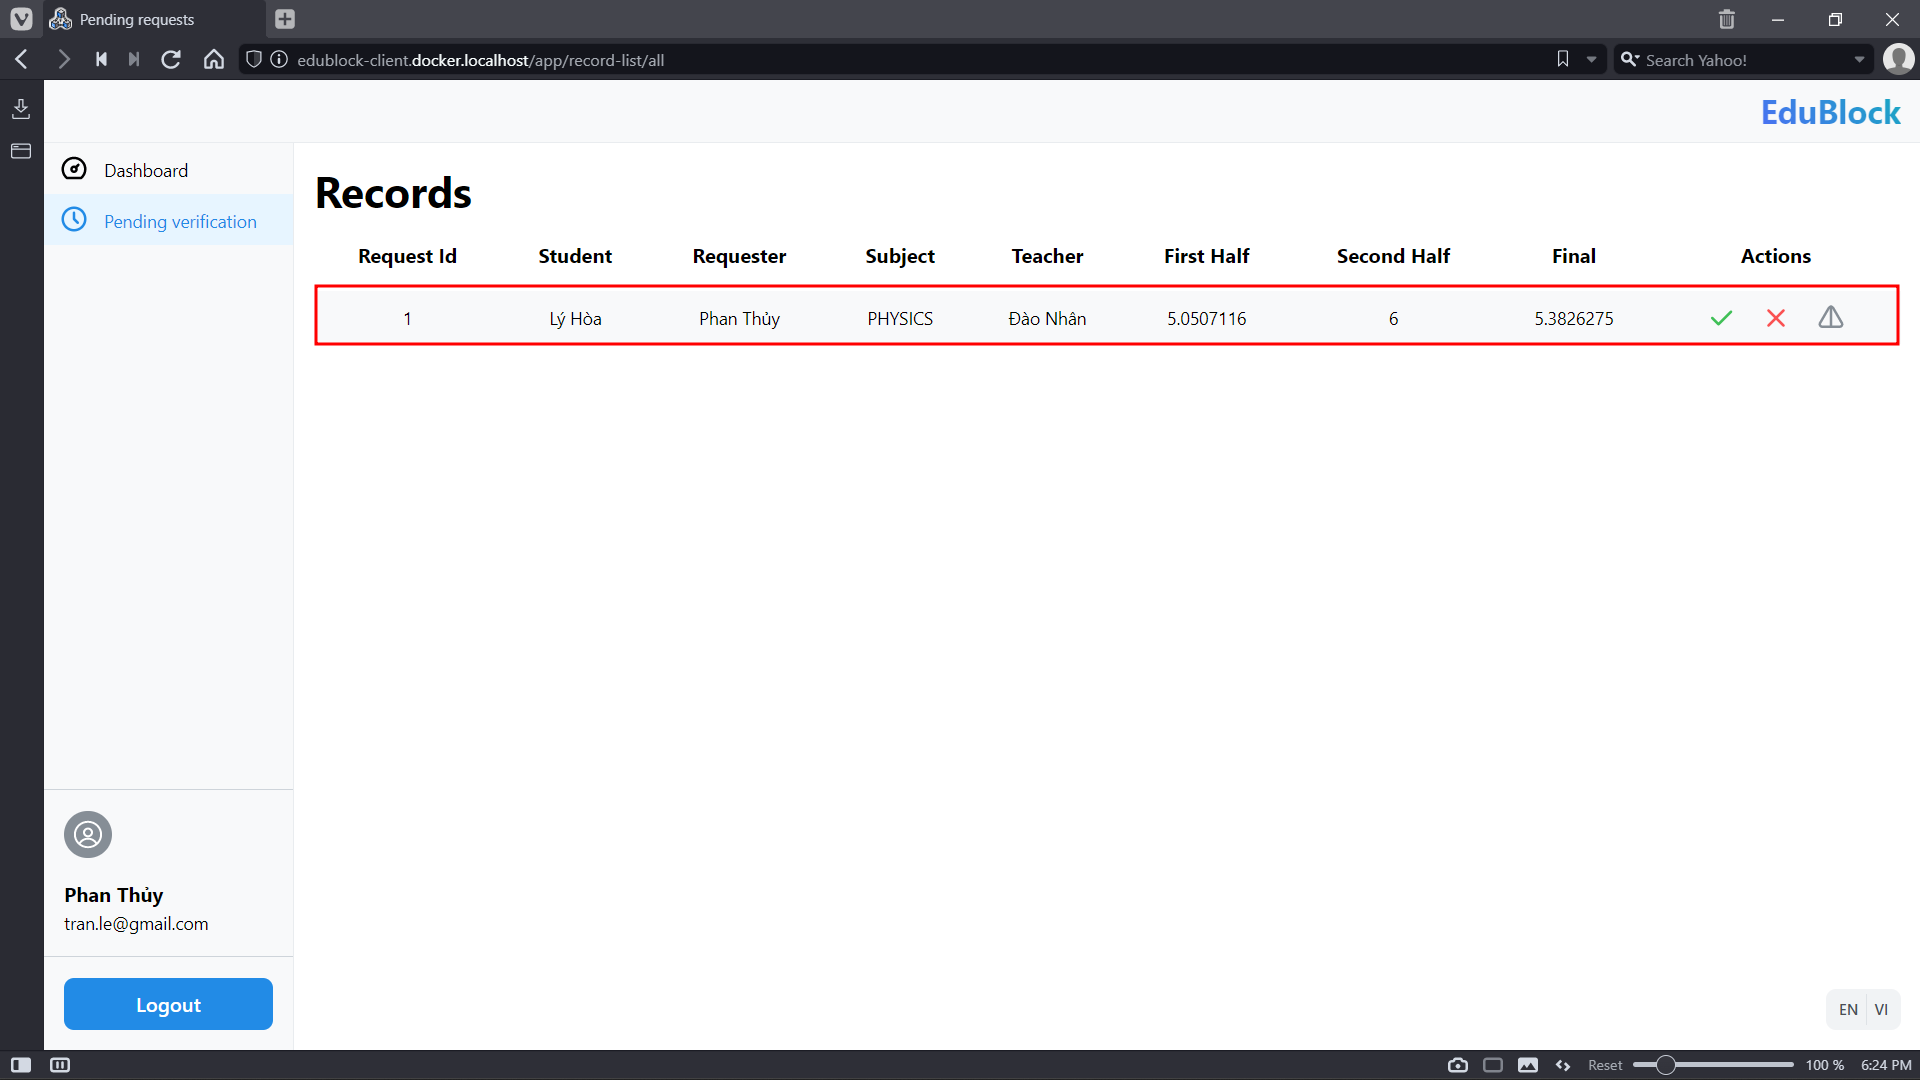 Pending requests
edublock-client.docker.localhost/app/record-list/all
Search Yahoo!
EduBlock
Dashboard
Pending verification
Records
Request Id Student Requester Subject Teacher First Half Second Half Final Actions
1 Lý Hòa Phan Thủy PHYSICS Đào Nhân 5.0507116 6 5.3826275
Phan Thủy
tran.le@gmail.com
Logout
EN VI
Reset 100 % 6:24 PM